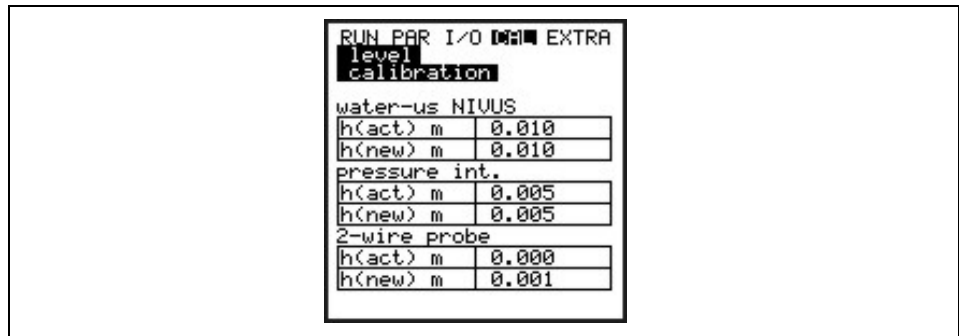 RUN PAR I/O CAL EXTRA
level
calibration
water-us NIVUS
h(act) m 0.010
h(new) m 0.010
pressure int.
h(act) m 0.005
h(new) m 0.005
2-wire probe
h(act) m 0.000
h(new) m 0.001